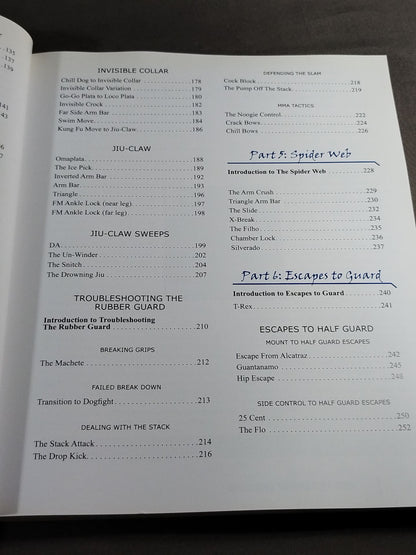 135
137
139
141
143
167
INVISIBLE COLLAR
Chill Dog to Invisible Collar . . . . . . . . . . . . . 178
Invisible Collar Variation . . . . . . . . . . . . . . . . 179
Go-Go Plata to Loco Plata . . . . . . . . . . . . . . . 180
Invisible Crock . . . . . . . . . . . . . . . . . . . . . . . 182
Far Side Arm Bar . . . . . . . . . . . . . . . . . . . . . 183
Swim Move . . . . . . . . . . . . . . . . . . . . . . . . . 184
Kung Fu Move to Jiu-Claw . . . . . . . . . . . . . . 186
JIU-CLAW
Omaplata . . . . . . . . . . . . . . . . . . . . . . . . . . . 188
The Ice Pick . . . . . . . . . . . . . . . . . . . . . . . . . 189
Inverted Arm Bar . . . . . . . . . . . . . . . . . . . . . 192
Arm Bar . . . . . . . . . . . . . . . . . . . . . . . . . . . . 193
Triangle . . . . . . . . . . . . . . . . . . . . . . . . . . . . 196
FM Ankle Lock (near leg) . . . . . . . . . . . . . . . 197
FM Ankle Lock (far leg) . . . . . . . . . . . . . . . . 198
JIU-CLAW SWEEPS
DA . . . . . . . . . . . . . . . . . . . . . . . . . . . . . . . . 199
The Un-Winder . . . . . . . . . . . . . . . . . . . . . . 202
The Snitch . . . . . . . . . . . . . . . . . . . . . . . . . . 204
The Drowning Jiu . . . . . . . . . . . . . . . . . . . . 207
TROUBLESHOOTING THE
RUBBER GUARD
Introduction to Troubleshooting
The Rubber Guard . . . . . . . . . . . . . . . . . . . 210
BREAKING GRIPS
The Machete . . . . . . . . . . . . . . . . . . . . . . . . 212
FAILED BREAK DOWN
Transition to Dogfight . . . . . . . . . . . . . . . . . 213
DEALING WITH THE STACK
The Stack Attack . . . . . . . . . . . . . . . . . . . . . 214
The Drop Kick. . . . . . . . . . . . . . . . . . . . . . . 216
DEFENDING THE SLAM
Cock Block . . . . . . . . . . . . . . . . . . . . . . . . . 218
The Pump Off The Stack . . . . . . . . . . . . . . . 219
MMA TACTICS
The Noogie Control . . . . . . . . . . . . . . . . . . . 222
Crack Bows . . . . . . . . . . . . . . . . . . . . . . . . . 224
Chill Bows . . . . . . . . . . . . . . . . . . . . . . . . . 226
Part 5: Spider Web
Introduction to The Spider Web . . . . . . . . . 228
The Arm Crush . . . . . . . . . . . . . . . . . . . . . . 229
Triangle Arm Bar . . . . . . . . . . . . . . . . . . . . 230
The Slide . . . . . . . . . . . . . . . . . . . . . . . . . . 232
X-Break . . . . . . . . . . . . . . . . . . . . . . . . . . . 234
The Filho . . . . . . . . . . . . . . . . . . . . . . . . . . 235
Chamber Lock . . . . . . . . . . . . . . . . . . . . . . 236
Silverado . . . . . . . . . . . . . . . . . . . . . . . . . . 237
Part 6: Escapes to Guard
Introduction to Escapes to Guard . . . . . . . . 240
T-Rex . . . . . . . . . . . . . . . . . . . . . . . . . . . . . 241
ESCAPES TO HALF GUARD
MOUNT TO HALF GUARD ESCAPES
Escape From Alcatraz . . . . . . . . . . . . . . . . . 242
Guantanamo . . . . . . . . . . . . . . . . . . . . . . . . 245
Hip Escape . . . . . . . . . . . . . . . . . . . . . . . . . 248
SIDE CONTROL TO HALF GUARD ESCAPES
25 Cent . . . . . . . . . . . . . . . . . . . . . . . . . . . . 250
The Flo . . . . . . . . . . . . . . . . . . . . . . . . . . . . 252